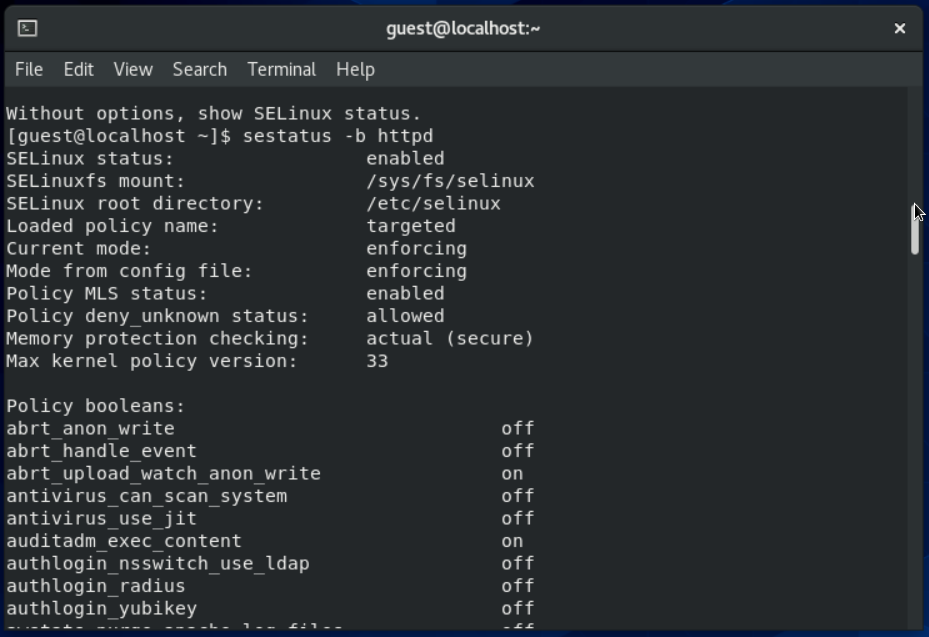 guest@localhost:~
File Edit View Search Terminal Help
Without options, show SELinux status.
[guest@localhost ~]$ sestatus -b httpd
SELinux status:                 enabled
SELinuxfs mount:                /sys/fs/selinux
SELinux root directory:         /etc/selinux
Loaded policy name:             targeted
Current mode:                   enforcing
Mode from config file:          enforcing
Policy MLS status:              enabled
Policy deny_unknown status:     allowed
Memory protection checking:     actual (secure)
Max kernel policy version:      33
Policy booleans:
abrt_anon_write                             off
abrt_handle_event                           off
abrt_upload_watch_anon_write                on
antivirus_can_scan_system                   off
antivirus_use_jit                           off
auditadm_exec_content                       on
authlogin_nsswitch_use_ldap                 off
authlogin_radius                            off
authlogin_yubikey                           off